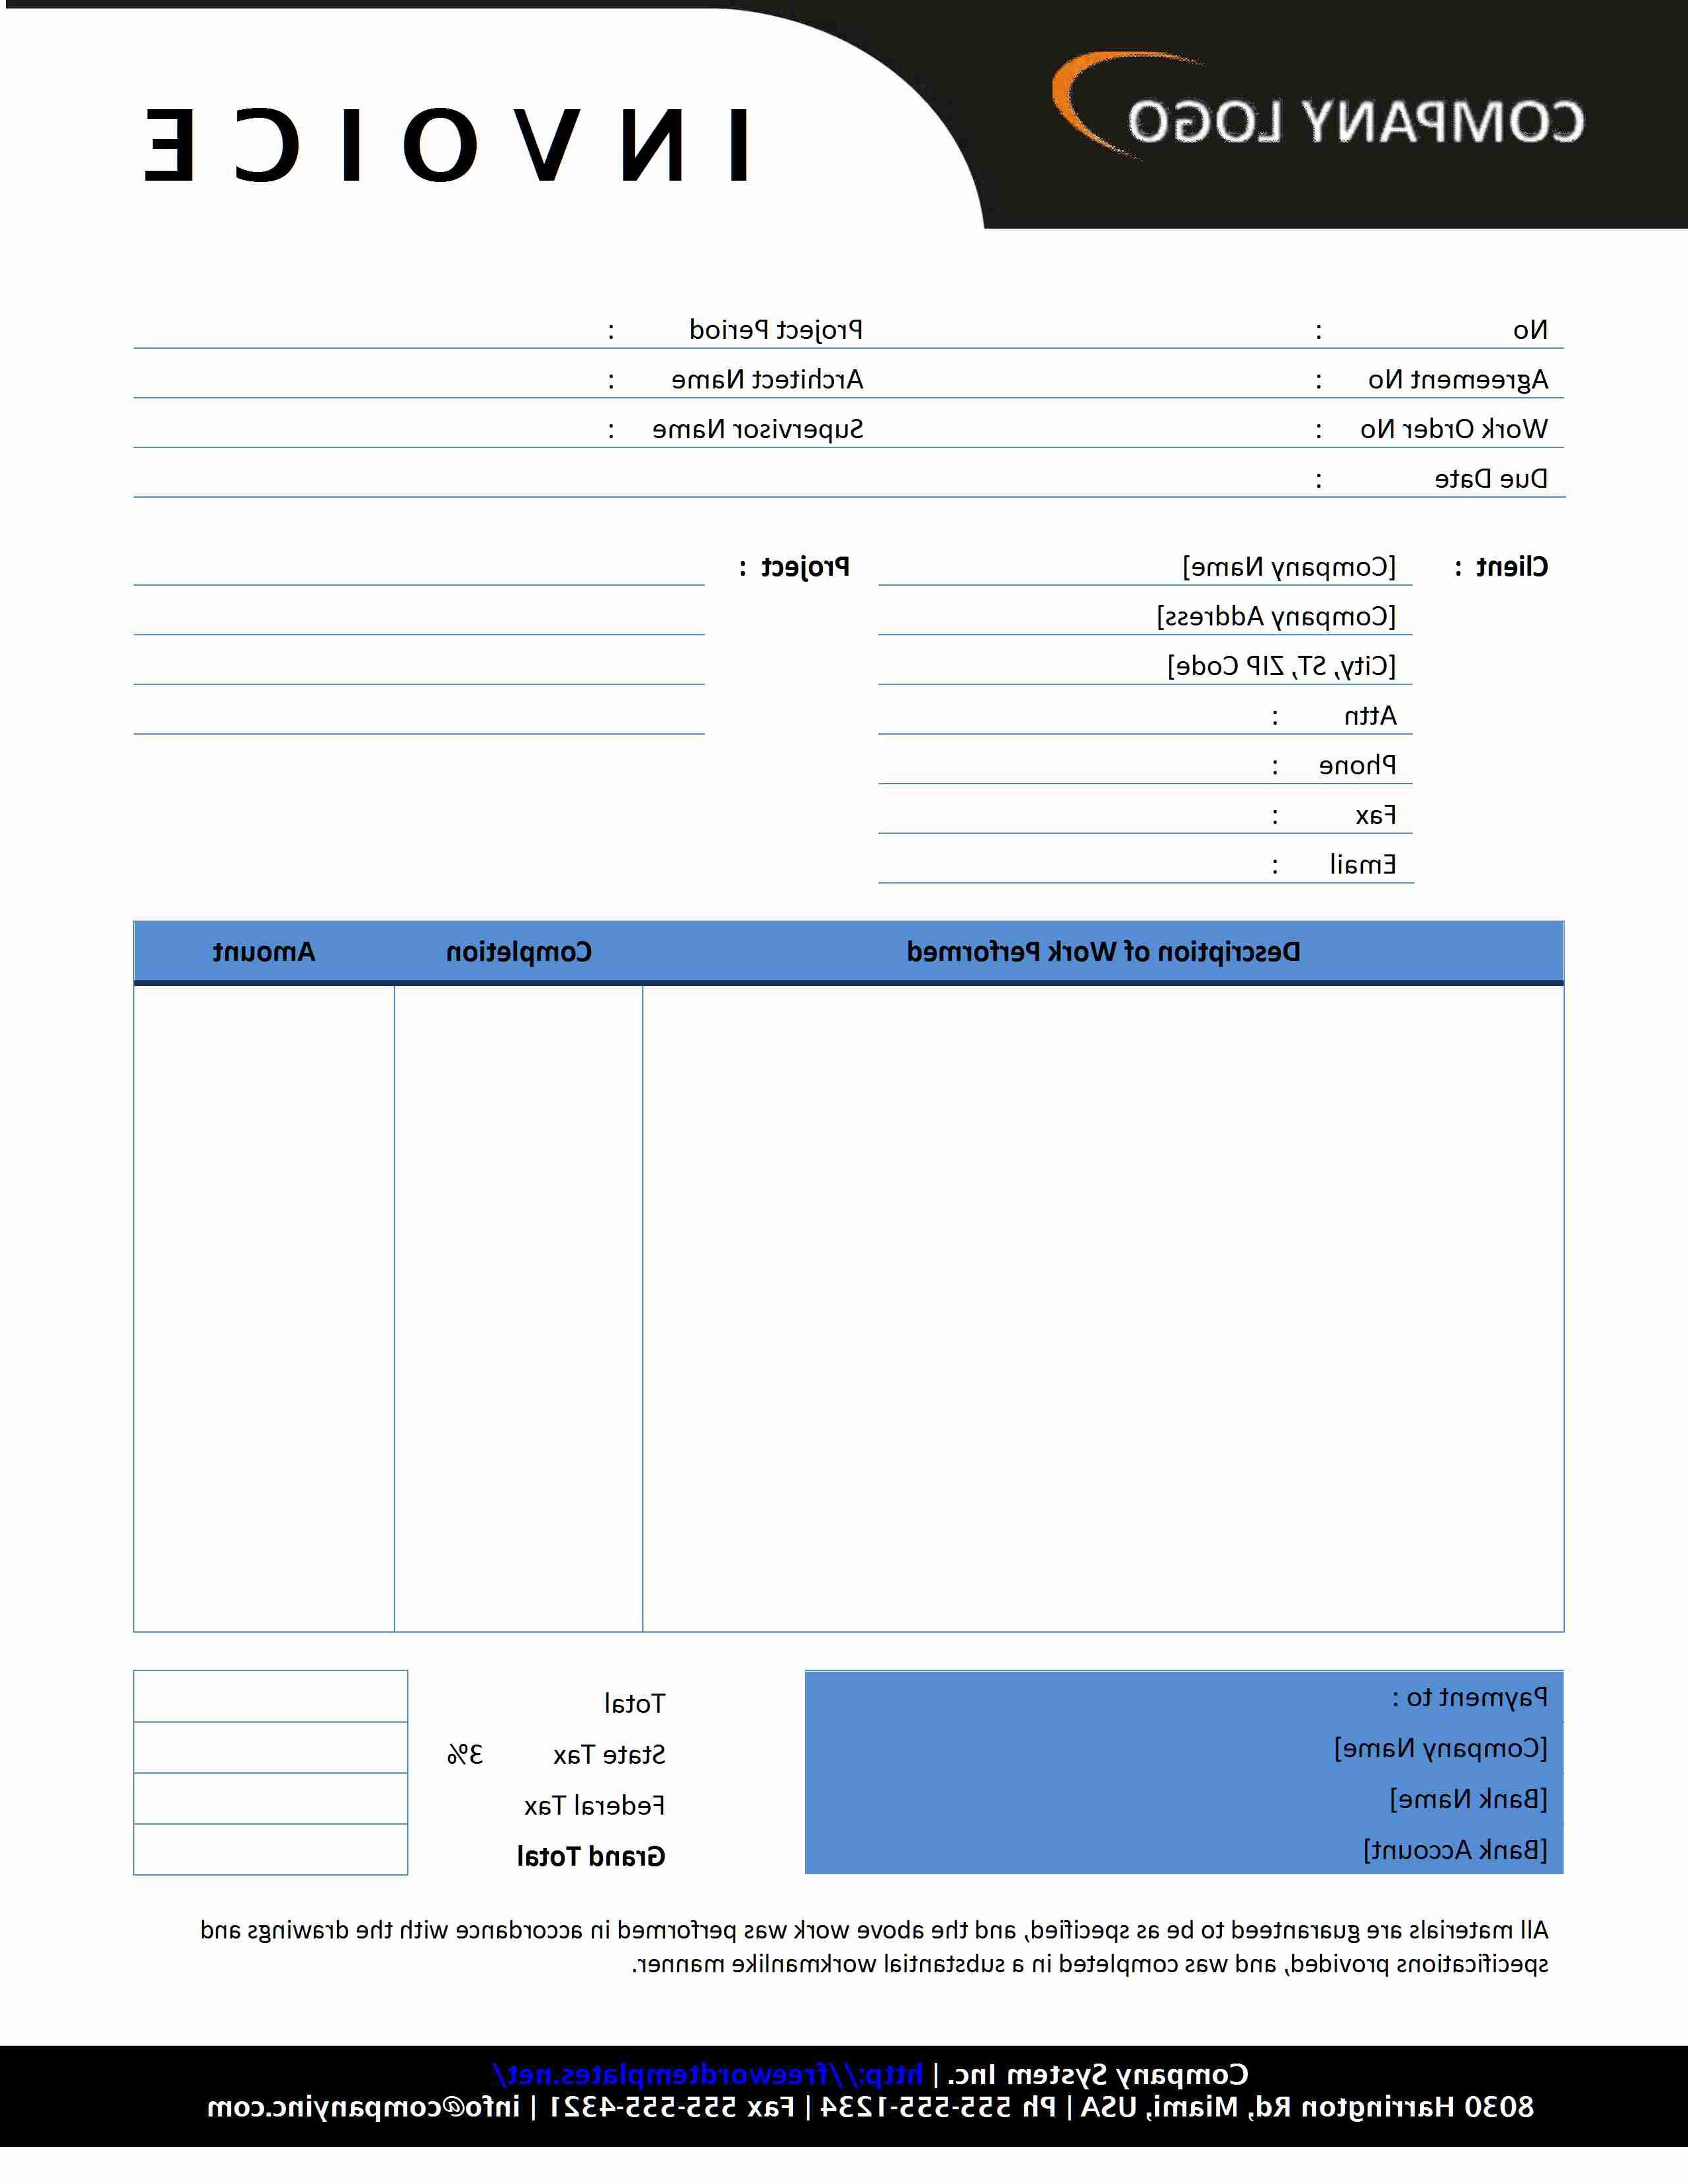 COMPANY LOGO
INVOICE
No : Project Period :
Agreement No : Architect Name :
Work Order No : Supervisor Name :
Due Date :
Client : [Company Name] Project :
[Company Address]
[City, ST, ZIP Code]
Attn :
Phone :
Fax :
Email :
Description of Work Performed Completion Amount
Payment to : Total
[Company Name] State Tax 3%
[Bank Name] Federal Tax
[Bank Account] Grand Total
All materials are guaranteed to be as specified, and the above work was performed in accordance with the drawings and
specifications provided, and was completed in a substantial workmanlike manner.
Company System Inc. | http://freewordtemplates.net/
8030 Harrington Rd, Miami, USA | Ph 555-555-1234 | Fax 555-555-4321 | info@companyinc.com